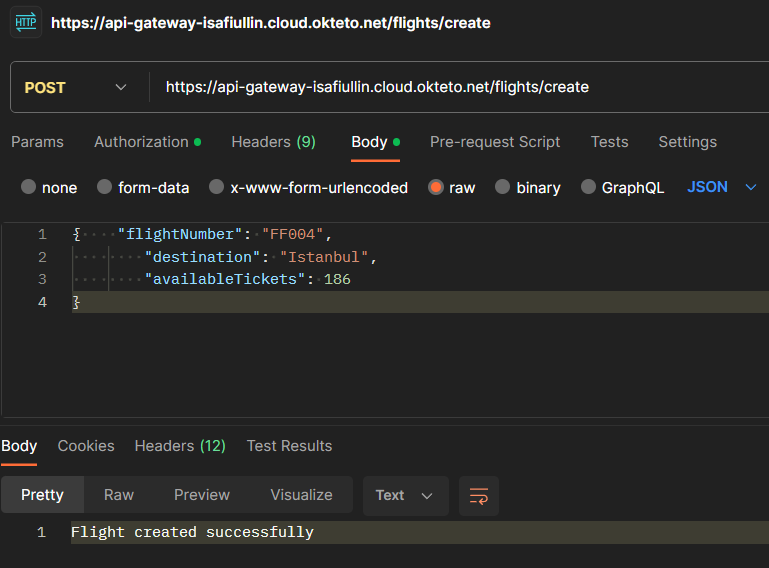 HTTP https://api-gateway-isafiullin.cloud.okteto.net/flights/create
POST https://api-gateway-isafiullin.cloud.okteto.net/flights/create
Params Authorization Headers (9) Body Pre-request Script Tests Settings
none form-data x-www-form-urlencoded raw binary GraphQL JSON
1 { "flightNumber": "FF004",
2 "destination": "Istanbul",
3 "availableTickets": 186
4 }
Body Cookies Headers (12) Test Results
Pretty Raw Preview Visualize Text
1 Flight created successfully